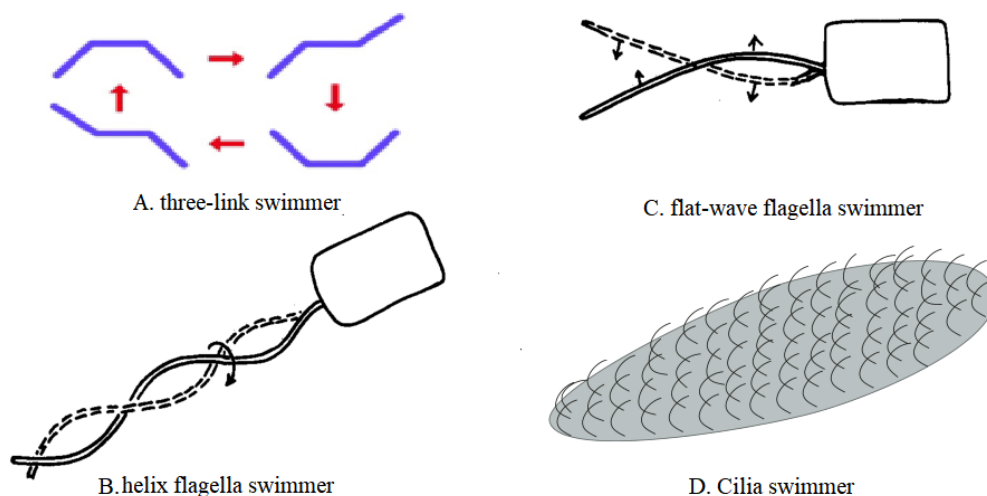 A. three-link swimmer
C. flat-wave flagella swimmer
B. helix flagella swimmer
D. Cilia swimmer